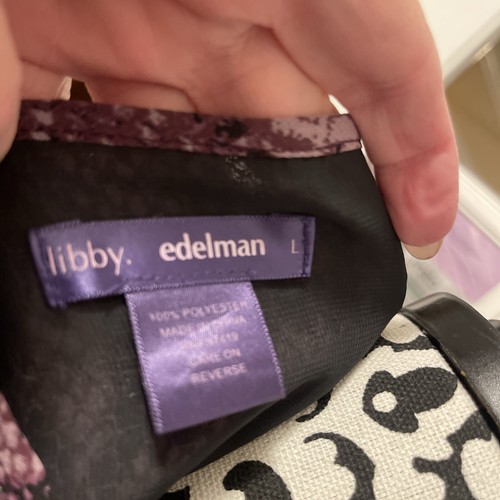 libby. edelman L
100% POLYESTER
MADE IN CHINA
CARE ON
REVERSE